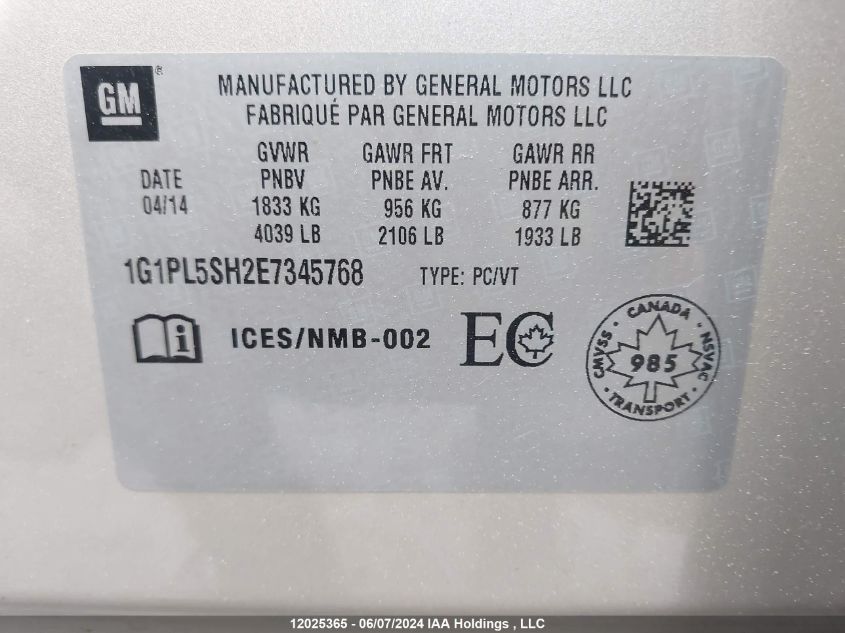 GM ®
MANUFACTURED BY GENERAL MOTORS LLC
FABRIQUÉ PAR GENERAL MOTORS LLC
GVWR GAWR FRT GAWR RR
DATE PNBV PNBE AV. PNBE ARR.
04/14 1833 KG 956 KG 877 KG
4039 LB 2106 LB 1933 LB
1G1PL5SH2E7345768 TYPE: PC/VT
i ICES/NMB-002 EC
CMVSS · CANADA · NSVAC · TRANSPORT ·
985
12025365 - 06/07/2024 IAA Holdings , LLC